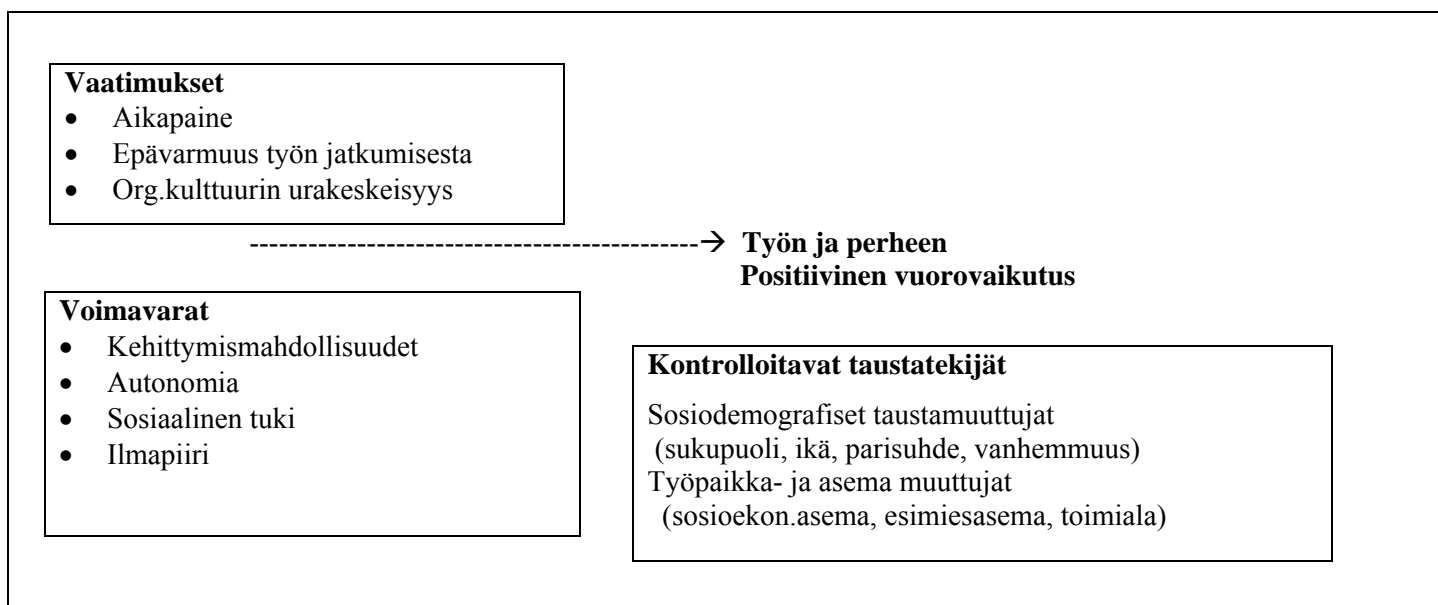 Vaatimukset
• Aikapaine
• Epävarmuus työn jatkumisesta
• Org.kulttuurin urakeskeisyys
----------------------------------------------→ Työn ja perheen
Positiivinen vuorovaikutus
Voimavarat
• Kehittymismahdollisuudet
• Autonomia
• Sosiaalinen tuki
• Ilmapiiri
Kontrolloitavat taustatekijät
Sosiodemografiset taustamuuttujat
(sukupuoli, ikä, parisuhde, vanhemmuus)
Työpaikka- ja asema muuttujat
(sosioekon.asema, esimiesasema, toimiala)